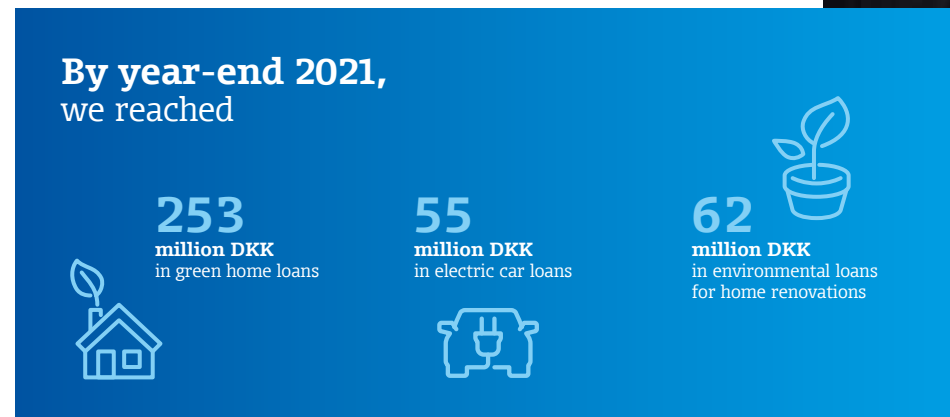 By year-end 2021,
we reached
253
million DKK
in green home loans
55
million DKK
in electric car loans
62
million DKK
in environmental loans
for home renovations